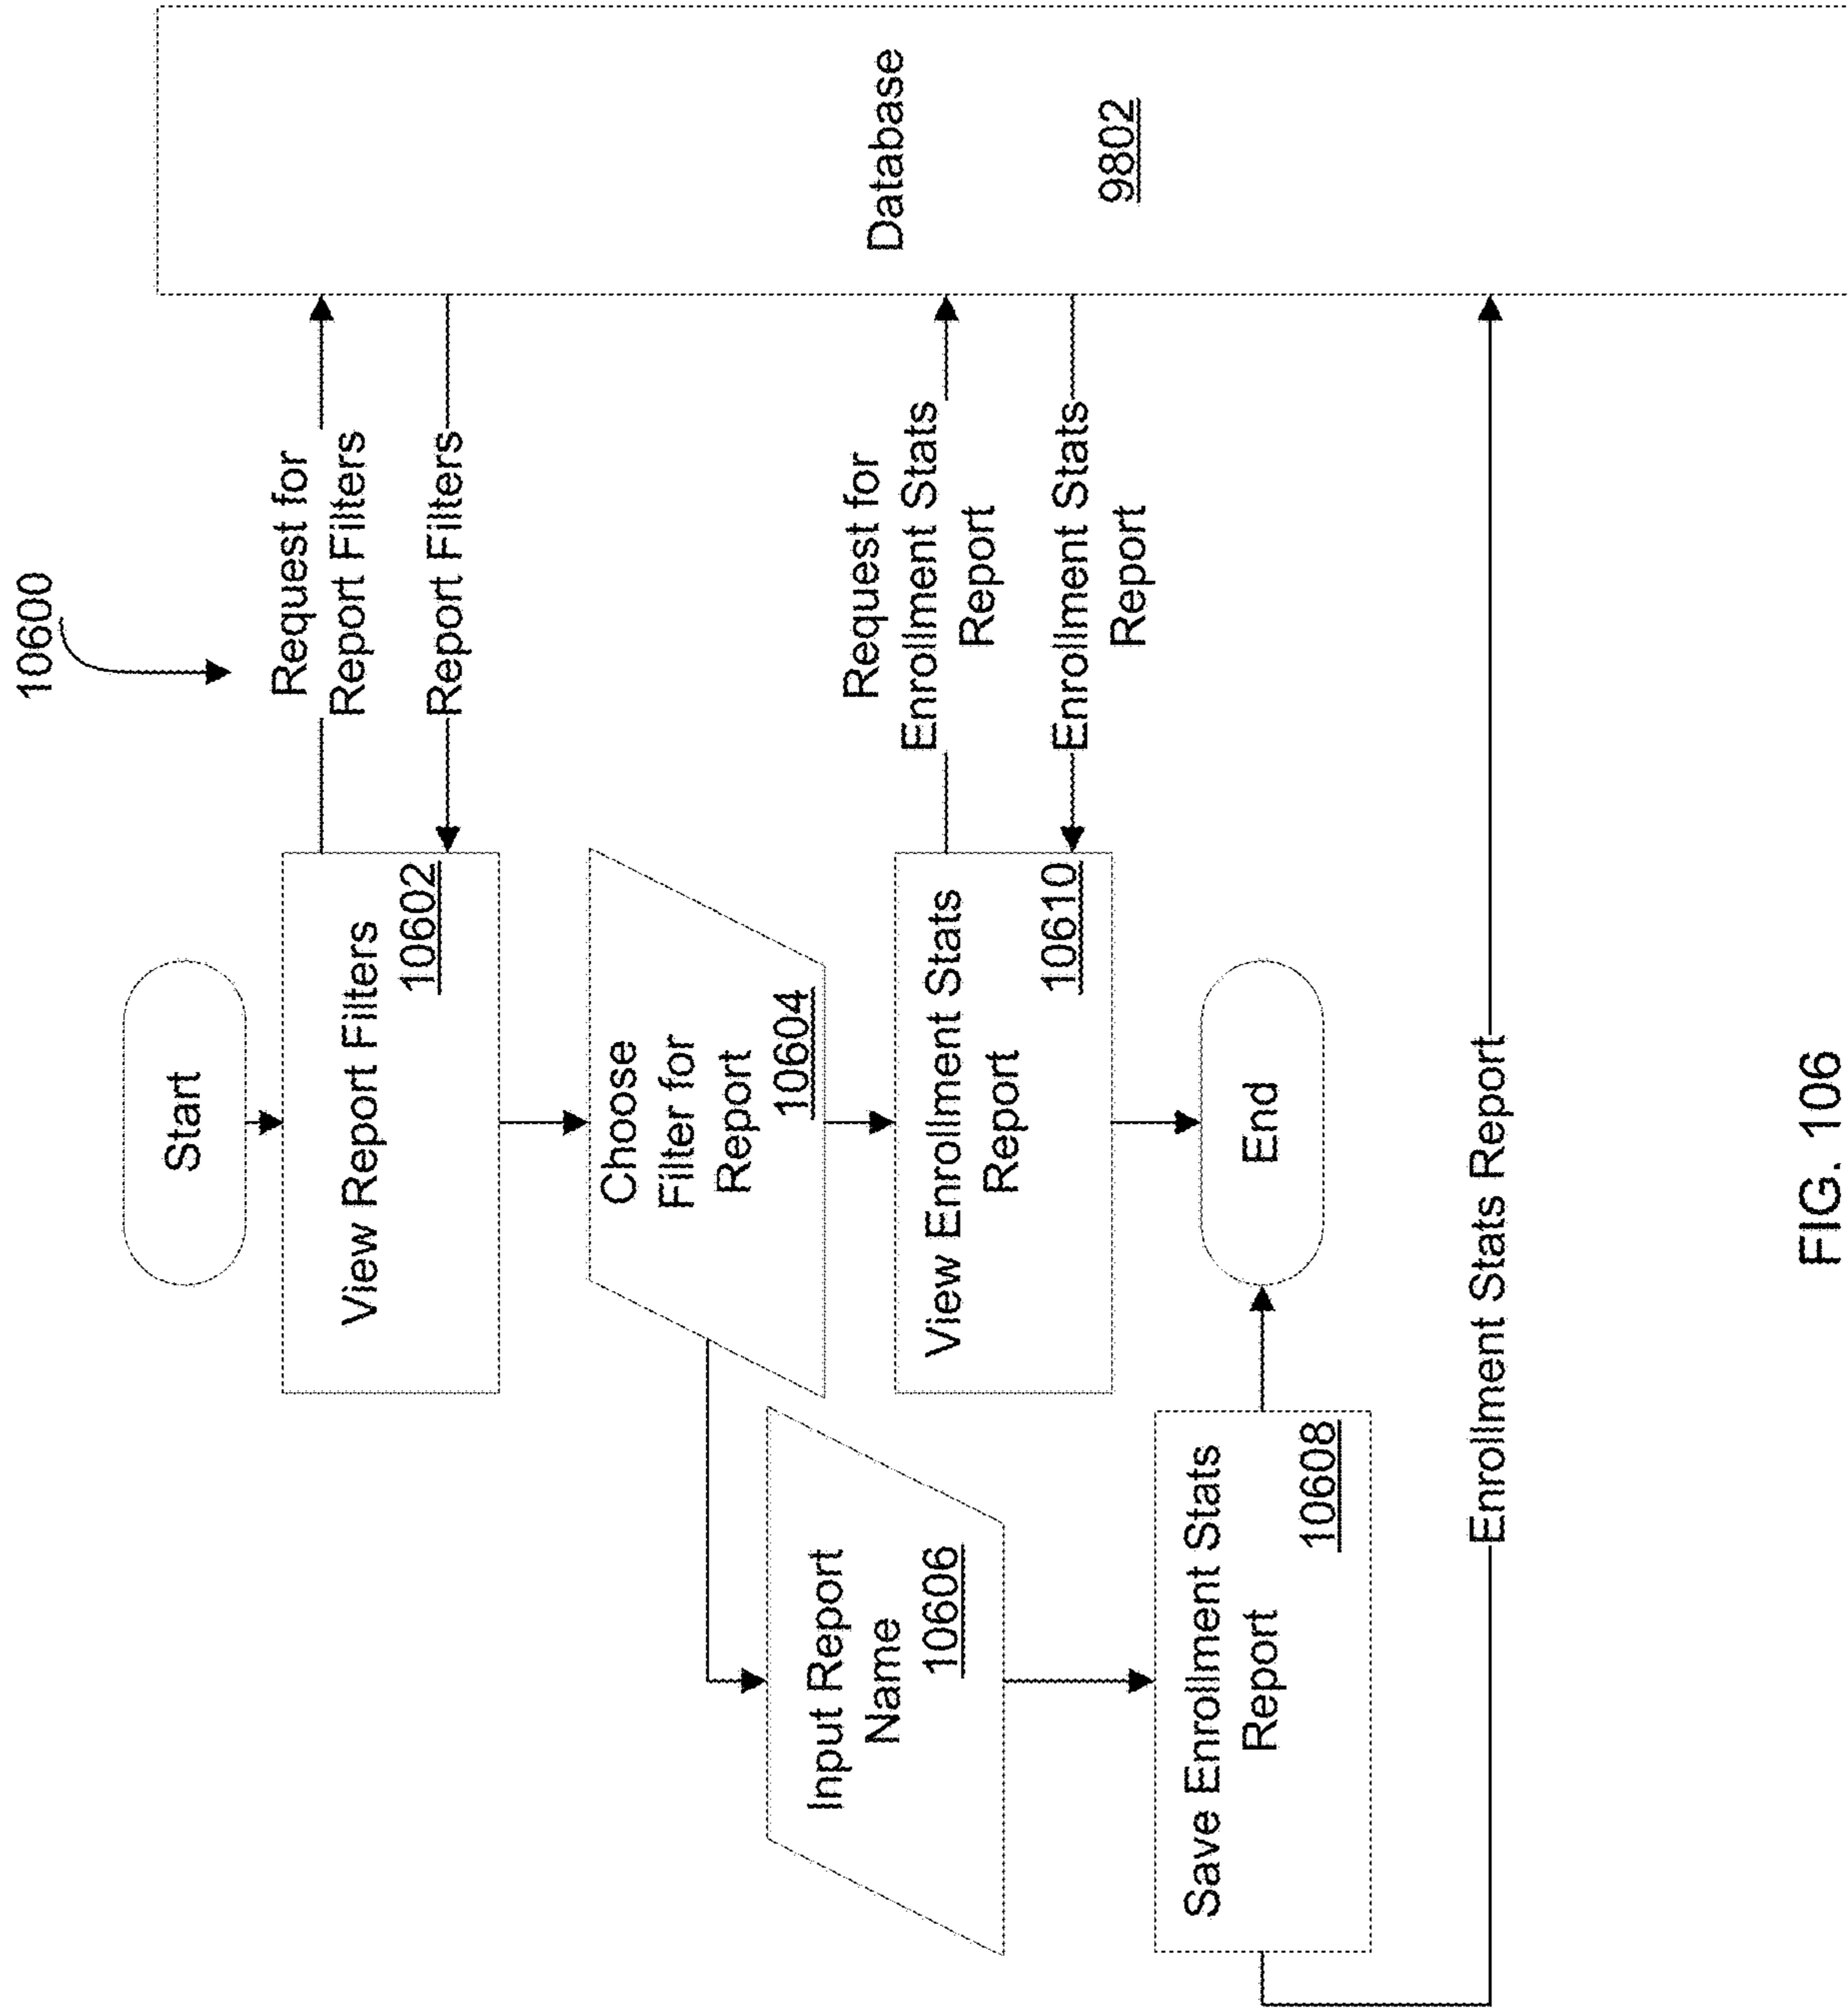 10600
Start
View Report Filters
10602
Request for
Report Filters
Report Filters
Choose
Filter for
Report
10604
Input Report
Name
10606
View Enrollment Stats
Report
10610
Request for
Enrollment Stats
Report
Enrollment Stats
Report
Database
9802
Save Enrollment Stats
Report
10608
End
Enrollment Stats Report
FIG. 106